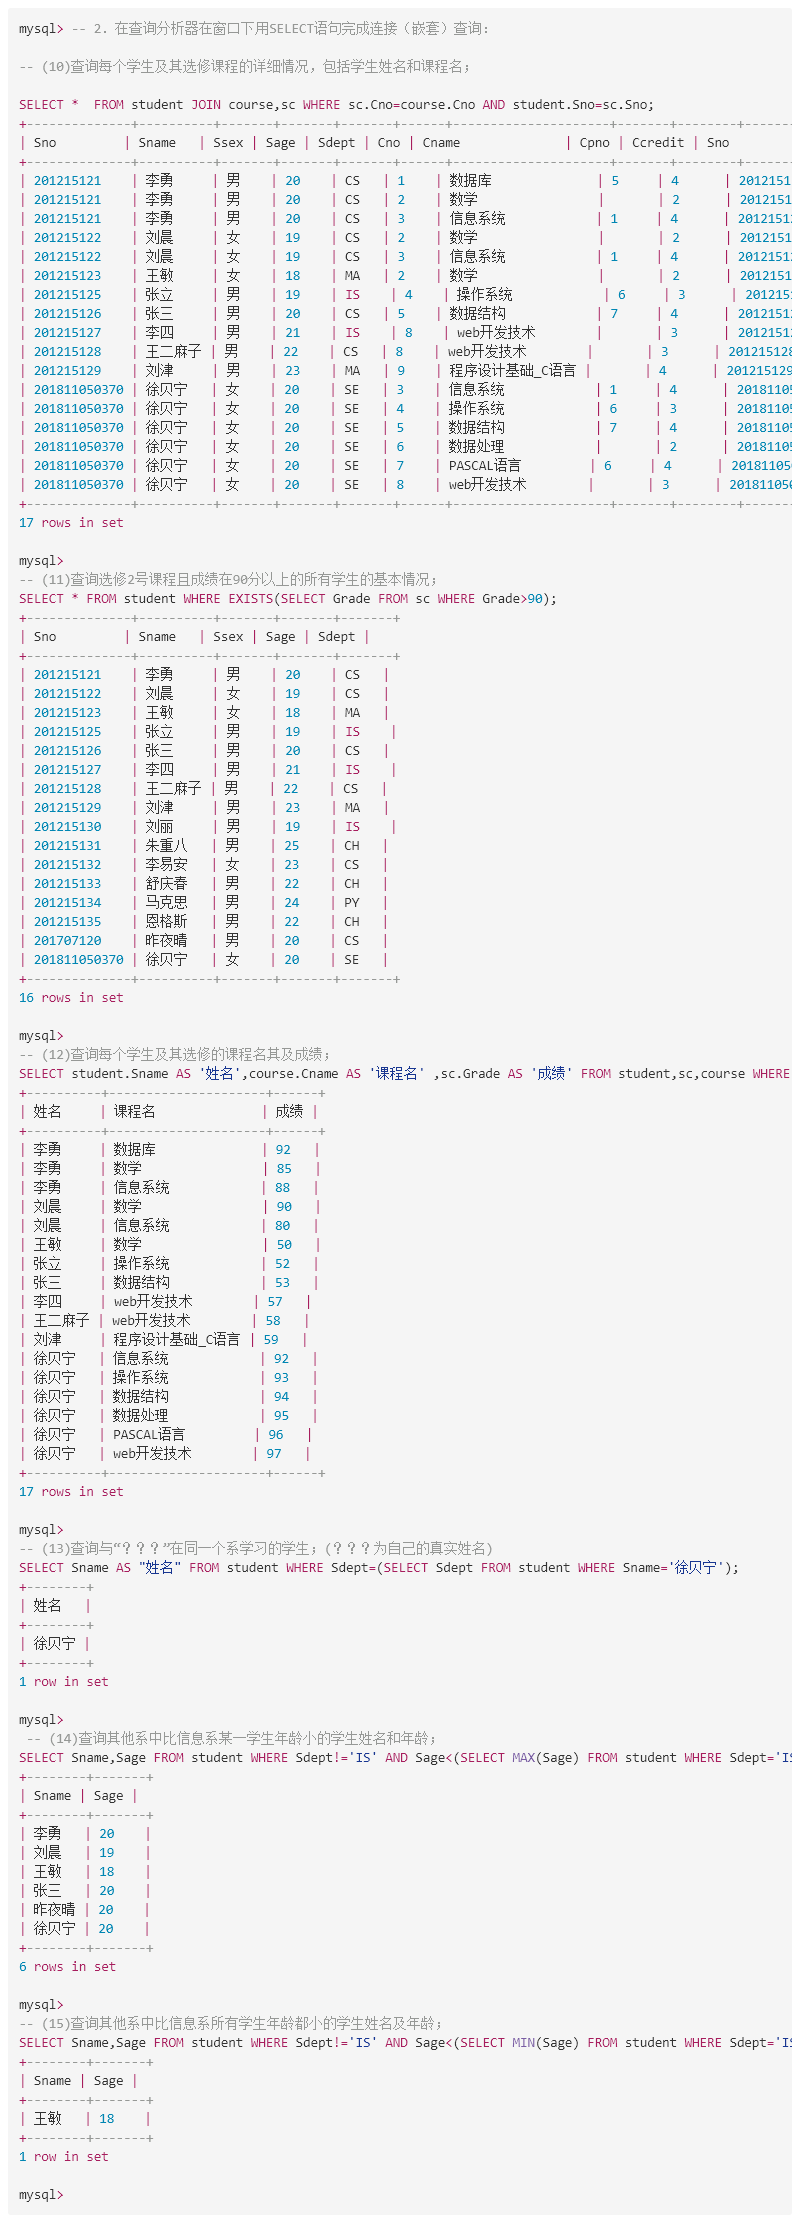 mysql> -- 2. 在查询分析器在窗口下用SELECT语句完成连接（嵌套）查询：
-- (10)查询每个学生及其选修课程的详细情况，包括学生姓名和课程名；
SELECT *  FROM student JOIN course,sc WHERE sc.Cno=course.Cno AND student.Sno=sc.Sno;
+--------------+----------+-------+-------+-------+------+---------------------+-------+---------+-------
| Sno         | Sname   | Ssex | Sage | Sdept | Cno | Cname              | Cpno | Ccredit | Sno
+--------------+----------+-------+-------+-------+------+---------------------+-------+---------+-------
| 201215121    | 李勇     | 男    | 20    | CS   | 1    | 数据库              | 5     | 4      | 20121512
| 201215121    | 李勇     | 男    | 20    | CS   | 2    | 数学                |       | 2      | 20121512
| 201215121    | 李勇     | 男    | 20    | CS   | 3    | 信息系统            | 1     | 4      | 20121512
| 201215122    | 刘晨     | 女    | 19    | CS   | 2    | 数学                |       | 2      | 20121512
| 201215122    | 刘晨     | 女    | 19    | CS   | 3    | 信息系统            | 1     | 4      | 20121512
| 201215123    | 王敏     | 女    | 18    | MA   | 2    | 数学                |       | 2      | 20121512
| 201215125    | 张立     | 男    | 19    | IS    | 4    | 操作系统            | 6     | 3      | 2012151
| 201215126    | 张三     | 男    | 20    | CS   | 5    | 数据结构            | 7     | 4      | 20121512
| 201215127    | 李四     | 男    | 21    | IS    | 8    | web开发技术        |       | 3      | 20121512
| 201215128    | 王二麻子 | 男    | 22    | CS   | 8    | web开发技术        |       | 3      | 201215128
| 201215129    | 刘津     | 男    | 23    | MA   | 9    | 程序设计基础_C语言 |       | 4      | 201215129
| 201811050370 | 徐贝宁   | 女    | 20    | SE   | 3    | 信息系统            | 1     | 4      | 20181105
| 201811050370 | 徐贝宁   | 女    | 20    | SE   | 4    | 操作系统            | 6     | 3      | 20181105
| 201811050370 | 徐贝宁   | 女    | 20    | SE   | 5    | 数据结构            | 7     | 4      | 20181105
| 201811050370 | 徐贝宁   | 女    | 20    | SE   | 6    | 数据处理            |       | 2      | 20181105
| 201811050370 | 徐贝宁   | 女    | 20    | SE   | 7    | PASCAL语言         | 6     | 4      | 20181105
| 201811050370 | 徐贝宁   | 女    | 20    | SE   | 8    | web开发技术        |       | 3      | 20181105
+--------------+----------+-------+-------+-------+------+---------------------+-------+---------+-------
17 rows in set
mysql>
-- (11)查询选修2号课程且成绩在90分以上的所有学生的基本情况；
SELECT * FROM student WHERE EXISTS(SELECT Grade FROM sc WHERE Grade>90);
+--------------+----------+-------+-------+-------+
| Sno         | Sname   | Ssex | Sage | Sdept |
+--------------+----------+-------+-------+-------+
| 201215121    | 李勇     | 男    | 20    | CS   |
| 201215122    | 刘晨     | 女    | 19    | CS   |
| 201215123    | 王敏     | 女    | 18    | MA   |
| 201215125    | 张立     | 男    | 19    | IS    |
| 201215126    | 张三     | 男    | 20    | CS   |
| 201215127    | 李四     | 男    | 21    | IS    |
| 201215128    | 王二麻子 | 男    | 22    | CS   |
| 201215129    | 刘津     | 男    | 23    | MA   |
| 201215130    | 刘丽     | 男    | 19    | IS    |
| 201215131    | 朱重八   | 男    | 25    | CH   |
| 201215132    | 李易安   | 女    | 23    | CS   |
| 201215133    | 舒庆春   | 男    | 22    | CH   |
| 201215134    | 马克思   | 男    | 24    | PY   |
| 201215135    | 恩格斯   | 男    | 22    | CH   |
| 201707120    | 昨夜晴   | 男    | 20    | CS   |
| 201811050370 | 徐贝宁   | 女    | 20    | SE   |
+--------------+----------+-------+-------+-------+
16 rows in set
mysql>
-- (12)查询每个学生及其选修的课程名其及成绩；
SELECT student.Sname AS '姓名',course.Cname AS '课程名' ,sc.Grade AS '成绩' FROM student,sc,course WHERE
+----------+---------------------+------+
| 姓名     | 课程名              | 成绩 |
+----------+---------------------+------+
| 李勇     | 数据库              | 92   |
| 李勇     | 数学                | 85   |
| 李勇     | 信息系统            | 88   |
| 刘晨     | 数学                | 90   |
| 刘晨     | 信息系统            | 80   |
| 王敏     | 数学                | 50   |
| 张立     | 操作系统            | 52   |
| 张三     | 数据结构            | 53   |
| 李四     | web开发技术        | 57   |
| 王二麻子 | web开发技术        | 58   |
| 刘津     | 程序设计基础_C语言 | 59   |
| 徐贝宁   | 信息系统            | 92   |
| 徐贝宁   | 操作系统            | 93   |
| 徐贝宁   | 数据结构            | 94   |
| 徐贝宁   | 数据处理            | 95   |
| 徐贝宁   | PASCAL语言         | 96   |
| 徐贝宁   | web开发技术        | 97   |
+----------+---------------------+------+
17 rows in set
mysql>
-- (13)查询与“？？？”在同一个系学习的学生；(？？？为自己的真实姓名)
SELECT Sname AS "姓名" FROM student WHERE Sdept=(SELECT Sdept FROM student WHERE Sname='徐贝宁');
+--------+
| 姓名   |
+--------+
| 徐贝宁 |
+--------+
1 row in set
mysql>
-- (14)查询其他系中比信息系某一学生年龄小的学生姓名和年龄；
SELECT Sname,Sage FROM student WHERE Sdept!='IS' AND Sage<(SELECT MAX(Sage) FROM student WHERE Sdept='IS
+--------+-------+
| Sname | Sage |
+--------+-------+
| 李勇   | 20    |
| 刘晨   | 19    |
| 王敏   | 18    |
| 张三   | 20    |
| 昨夜晴 | 20    |
| 徐贝宁 | 20    |
+--------+-------+
6 rows in set
mysql>
-- (15)查询其他系中比信息系所有学生年龄都小的学生姓名及年龄；
SELECT Sname,Sage FROM student WHERE Sdept!='IS' AND Sage<(SELECT MIN(Sage) FROM student WHERE Sdept='IS
+--------+-------+
| Sname | Sage |
+--------+-------+
| 王敏   | 18    |
+--------+-------+
1 row in set
mysql>